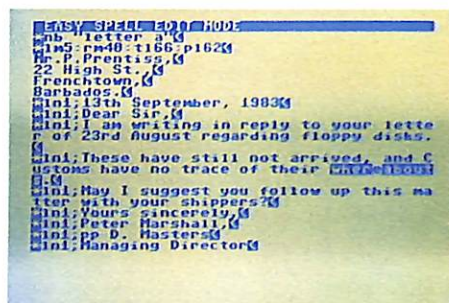 EASY SPELL EDIT MODE
nb "letter a"
lm5:rm40:tl66:pl62
Mr.P.Prentiss,
22 High St.,
Frenchtown,
Barbados.
ln1;13th September, 1983
ln1;Dear Sir,
ln1;I am writing in reply to your lette
r of 23rd August regarding floppy disks.
ln1;These have still not arrived, and C
ustoms have no trace of their whereabout
s.
ln1;May I suggest you follow up this ma
tter with your shippers?
ln1;Yours sincerely,
ln1;Peter Marshall,
ln1;pp D. Masters
ln1;Managing Director